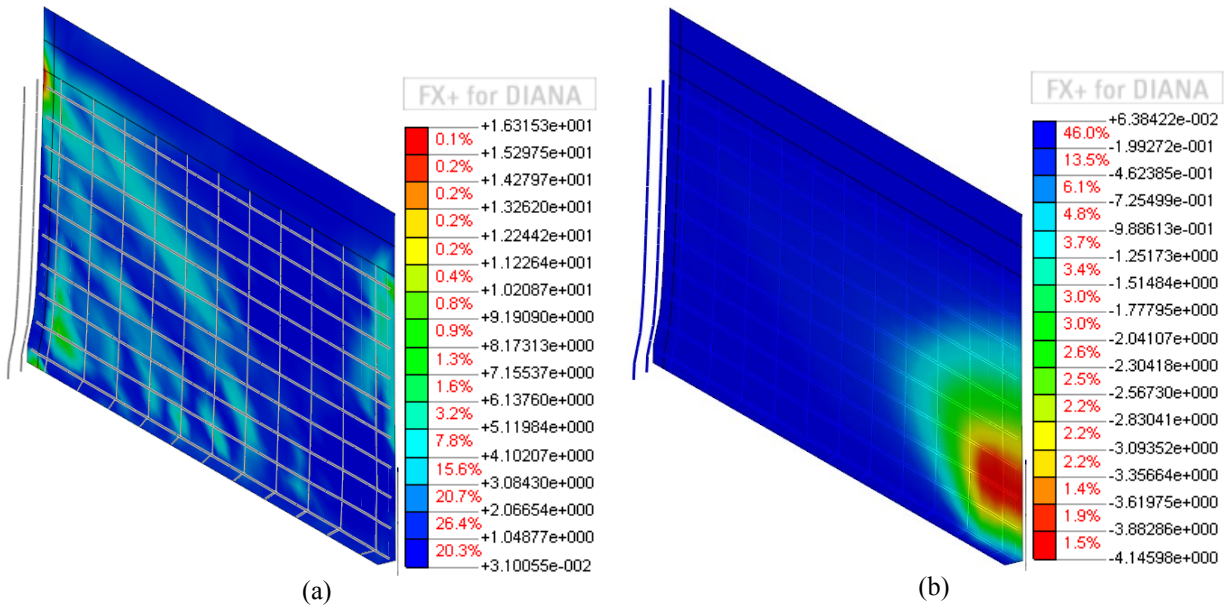 FX+ for DIANA
+1.63153e+001
0.1%
+1.52975e+001
0.2%
+1.42797e+001
0.2%
+1.32620e+001
0.2%
+1.22442e+001
0.2%
+1.12264e+001
0.4%
+1.02087e+001
0.8%
+9.19090e+000
0.9%
+8.17313e+000
1.3%
+7.15537e+000
1.6%
+6.13760e+000
3.2%
+5.11984e+000
7.8%
+4.10207e+000
15.6%
+3.08430e+000
20.7%
+2.06654e+000
26.4%
+1.04877e+000
20.3%
+3.10055e-002
(a)
FX+ for DIANA
+6.38422e-002
46.0%
-1.99272e-001
13.5%
-4.62385e-001
6.1%
-7.25499e-001
4.8%
-9.88613e-001
3.7%
-1.25173e+000
3.4%
-1.51484e+000
3.0%
-1.77795e+000
3.0%
-2.04107e+000
2.6%
-2.30418e+000
2.5%
-2.56730e+000
2.2%
-2.83041e+000
2.2%
-3.09352e+000
2.2%
-3.35664e+000
1.4%
-3.61975e+000
1.9%
-3.88286e+000
1.5%
-4.14598e+000
(b)